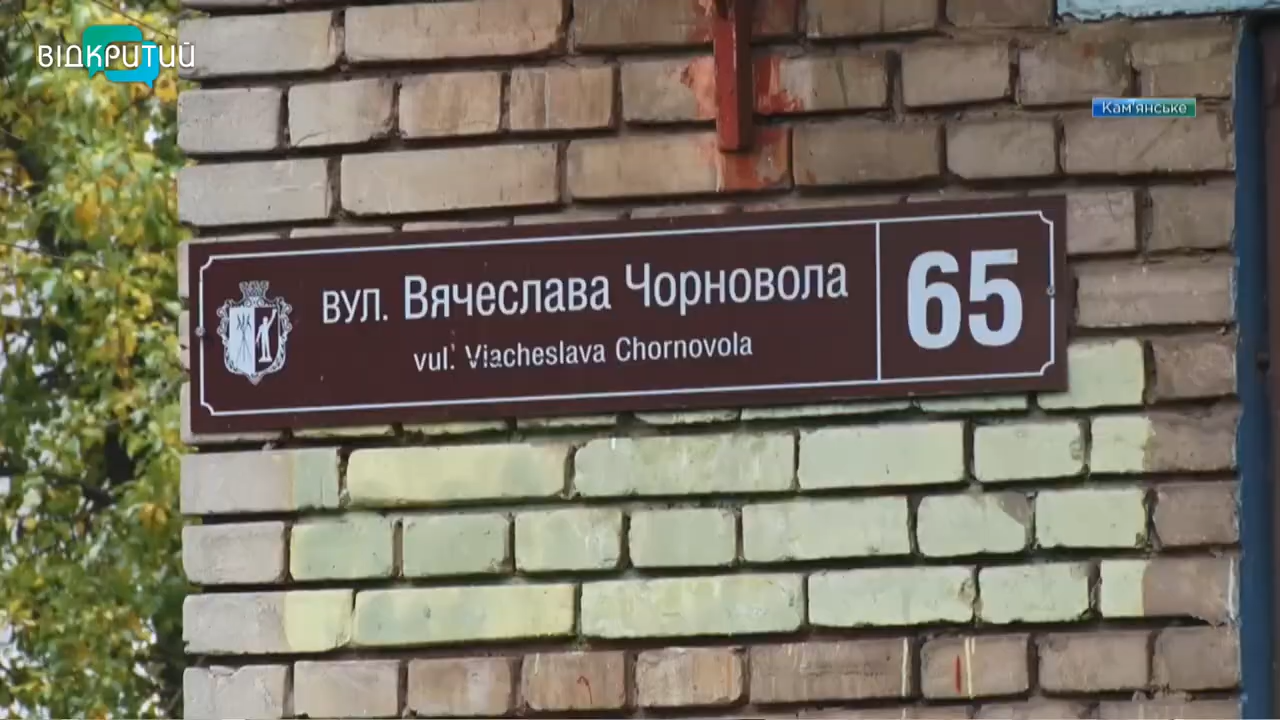 ВІДКРИТИЙ
Кам'янське
ВУЛ. Вячеслава Чорновола
vul. Viacheslava Chornovola
65